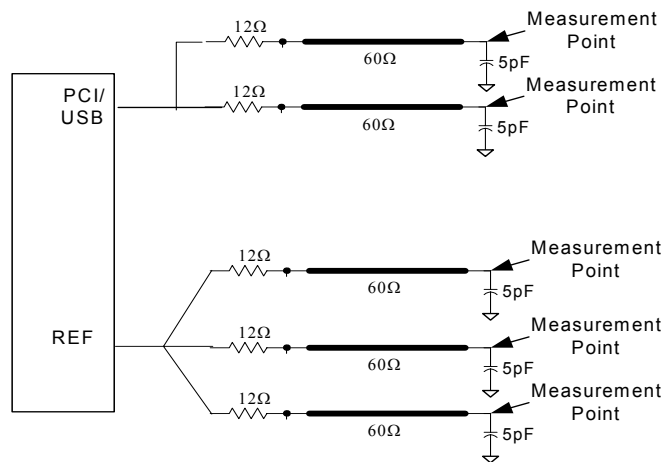 12Ω
60Ω
5pF
Measurement
Point
PCI/
USB
12Ω
60Ω
5pF
Measurement
Point
12Ω
60Ω
5pF
Measurement
Point
REF
12Ω
60Ω
5pF
Measurement
Point
12Ω
60Ω
5pF
Measurement
Point